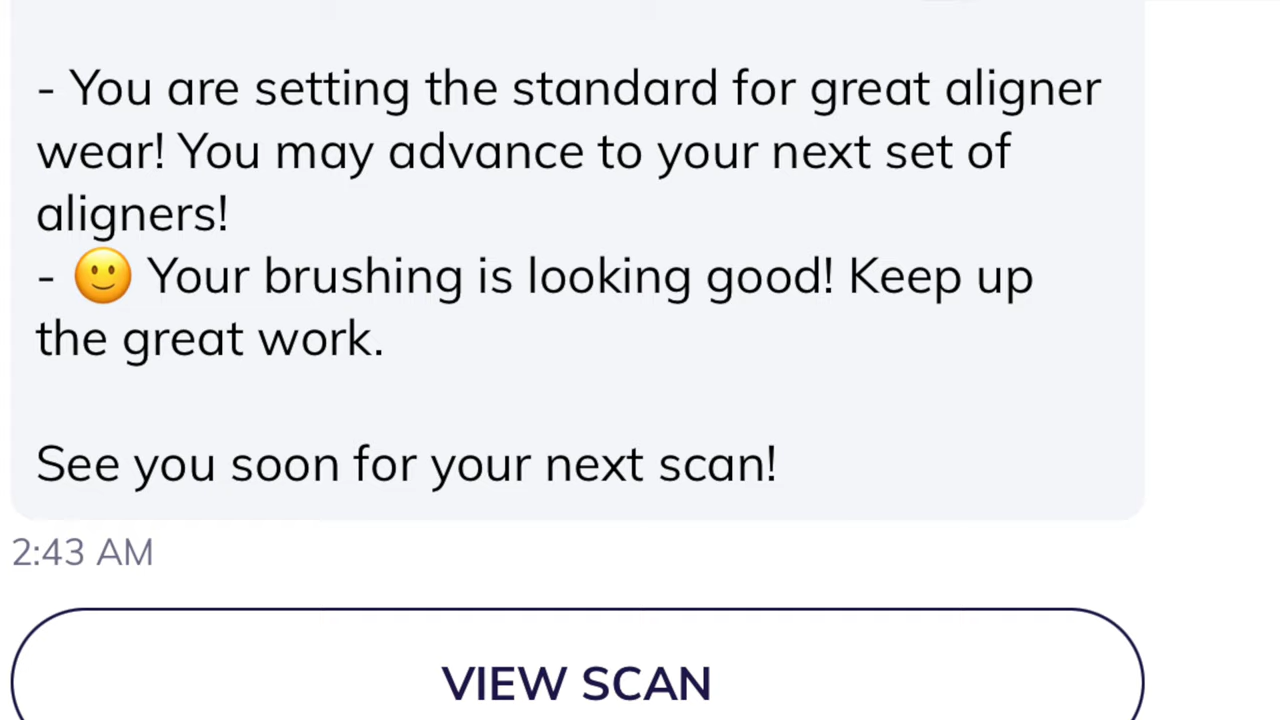 - You are setting the standard for great aligner
wear! You may advance to your next set of
aligners!
- 🙂 Your brushing is looking good! Keep up
the great work.
See you soon for your next scan!
2:43 AM
VIEW SCAN